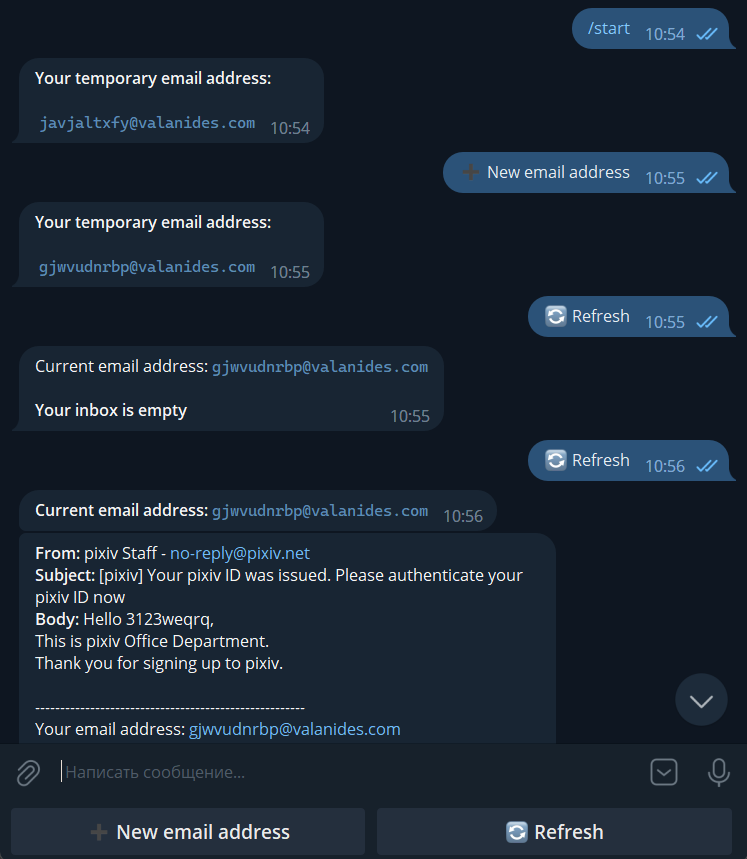 /start 10:54
Your temporary email address:
javjaltxfy@valanides.com 10:54
➕ New email address 10:55
Your temporary email address:
gjwvudnrbp@valanides.com 10:55
🔄 Refresh 10:55
Current email address: gjwvudnrbp@valanides.com
Your inbox is empty 10:55
🔄 Refresh 10:56
Current email address: gjwvudnrbp@valanides.com 10:56
From: pixiv Staff - no-reply@pixiv.net
Subject: [pixiv] Your pixiv ID was issued. Please authenticate your
pixiv ID now
Body: Hello 3123weqrq,
This is pixiv Office Department.
Thank you for signing up to pixiv.
------------------------------------------------------
Your email address: gjwvudnrbp@valanides.com
Написать сообщение...
➕ New email address 🔄 Refresh